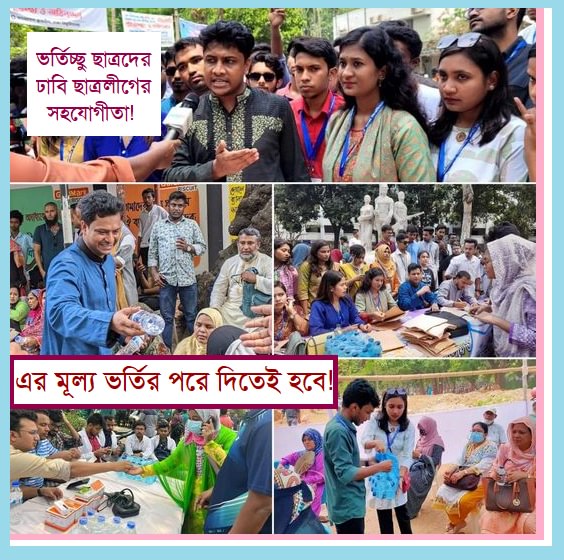 ভর্তিচ্ছু ছাত্রদের
ঢাবি ছাত্রলীগের
সহযোগীতা!
এর মূল্য ভর্তির পরে দিতেই হবে!